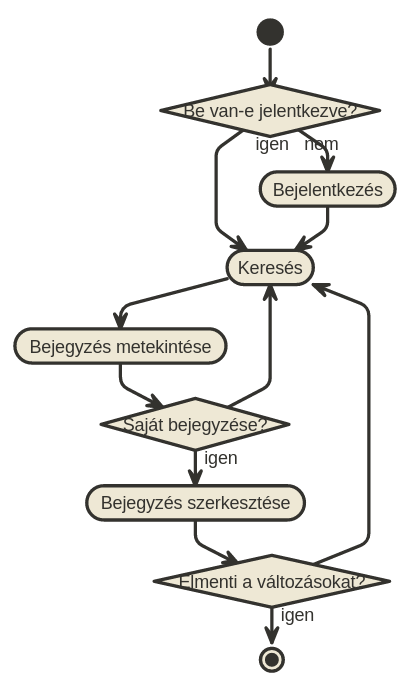 Be van-e jelentkezve?
igen
nem
Bejelentkezés
Keresés
Bejegyzés metekintése
Saját bejegyzése?
igen
Bejegyzés szerkesztése
Elmenti a változásokat?
igen